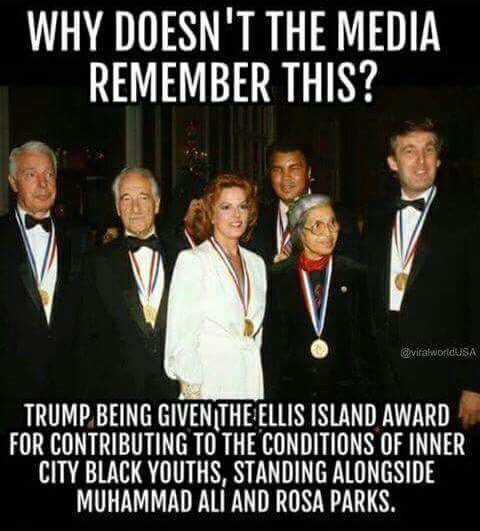 WHY DOESN'T THE MEDIA
REMEMBER THIS?
@viralworldUSA
TRUMP BEING GIVEN THE ELLIS ISLAND AWARD
FOR CONTRIBUTING TO THE CONDITIONS OF INNER
CITY BLACK YOUTHS, STANDING ALONGSIDE
MUHAMMAD ALI AND ROSA PARKS.